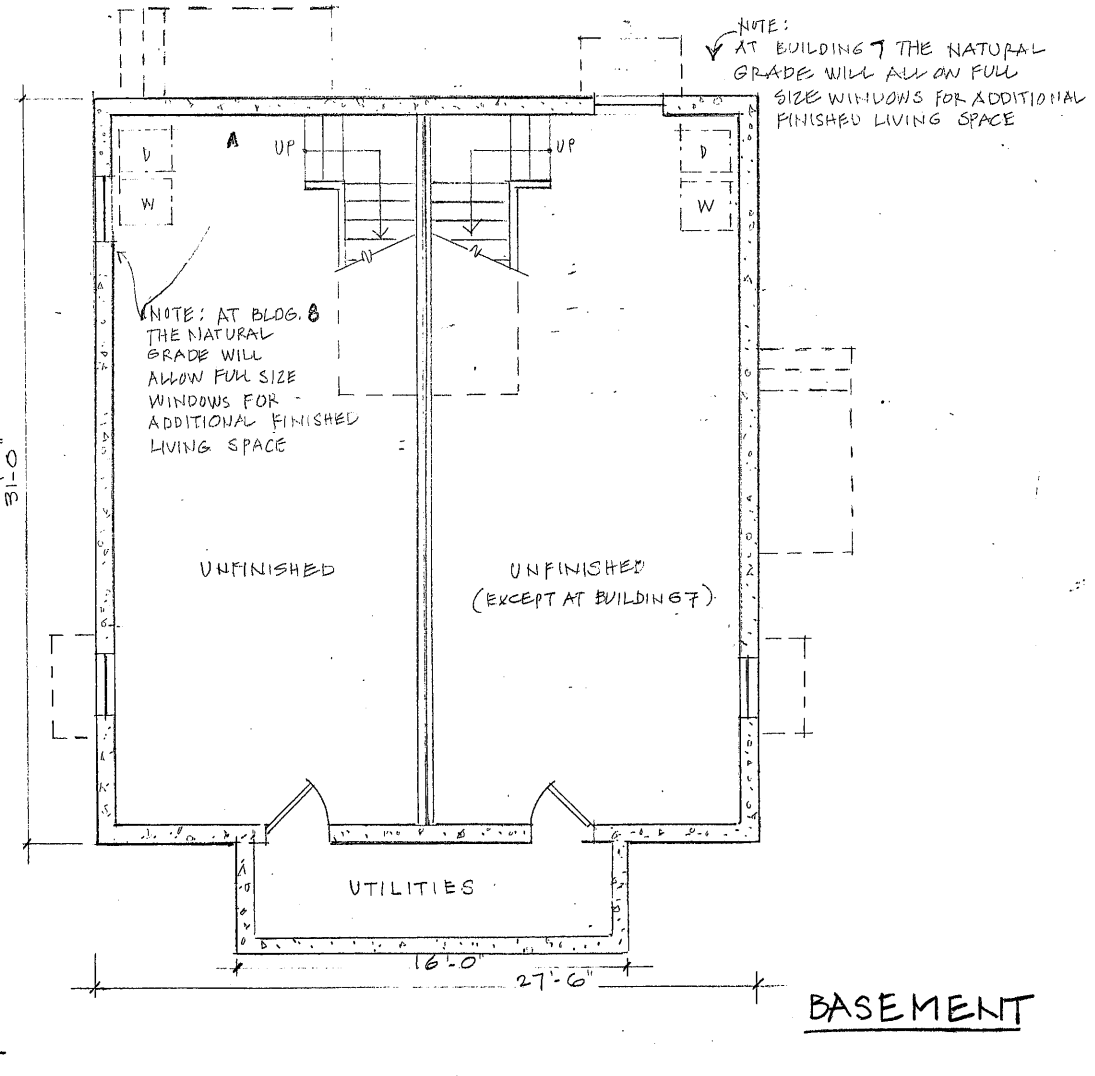 NOTE:
AT BUILDING 7 THE NATURAL
GRADE WILL ALLOW FULL
SIZE WINDOWS FOR ADDITIONAL
FINISHED LIVING SPACE
D
A
UP
UP
D
W
W
NOTE: AT BLDG. 8
THE NATURAL
GRADE WILL
ALLOW FULL SIZE
WINDOWS FOR
ADDITIONAL FINISHED
LIVING SPACE
31'-0"
UNFINISHED
UNFINISHED
(EXCEPT AT BUILDING 7)
UTILITIES
16'-0"
27'-6"
BASEMENT